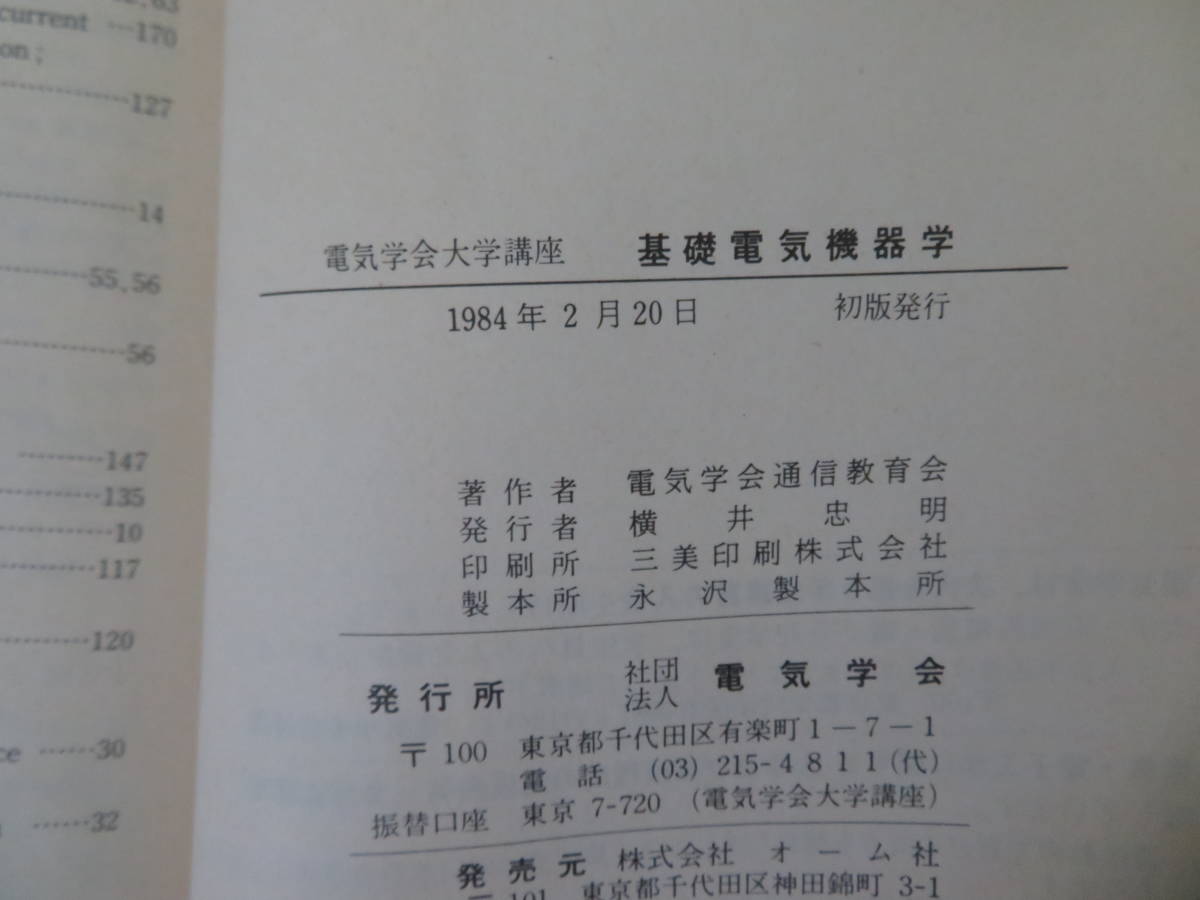 63
current …170
on ;
127
14
55,56
56
147
135
10
117
120
ce ……30
……32
電気学会大学講座 基礎電気機器学
1984年2月20日 初版発行
著作者 電気学会通信教育会
発行者 横井忠明
印刷所 三美印刷株式会社
製本所 永沢製本所
発行所 社団法人 電気学会
〒100 東京都千代田区有楽町1-7-1
電話 (03) 215-4811(代)
振替口座 東京 7-720 (電気学会大学講座)
発売元 株式会社 オーム社
〒101 東京都千代田区神田錦町 3-1